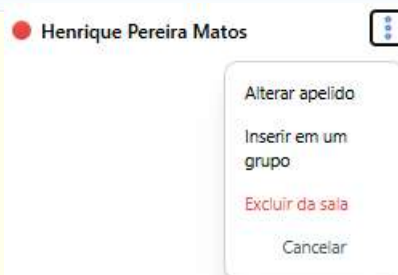 Henrique Pereira Matos
Alterar apelido
Inserir em um
grupo
Excluir da sala
Cancelar